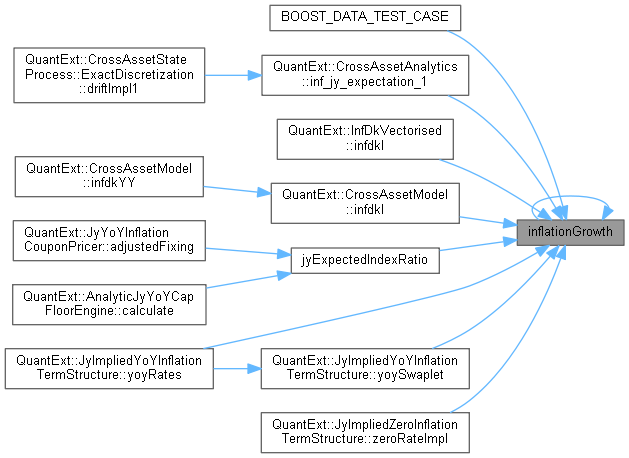 BOOST_DATA_TEST_CASE
QuantExt::CrossAssetState
Process::ExactDiscretization
::driftImpl1
QuantExt::CrossAssetAnalytics
::inf_jy_expectation_1
QuantExt::InfDkVectorised
::infdkI
QuantExt::CrossAssetModel
::infdkYY
QuantExt::CrossAssetModel
::infdkI
inflationGrowth
QuantExt::JyYoYInflation
CouponPricer::adjustedFixing
jyExpectedIndexRatio
QuantExt::AnalyticJyYoYCap
FloorEngine::calculate
QuantExt::JyImpliedYoYInflation
TermStructure::yoyRates
QuantExt::JyImpliedYoYInflation
TermStructure::yoySwaplet
QuantExt::JyImpliedZeroInflation
TermStructure::zeroRateImpl